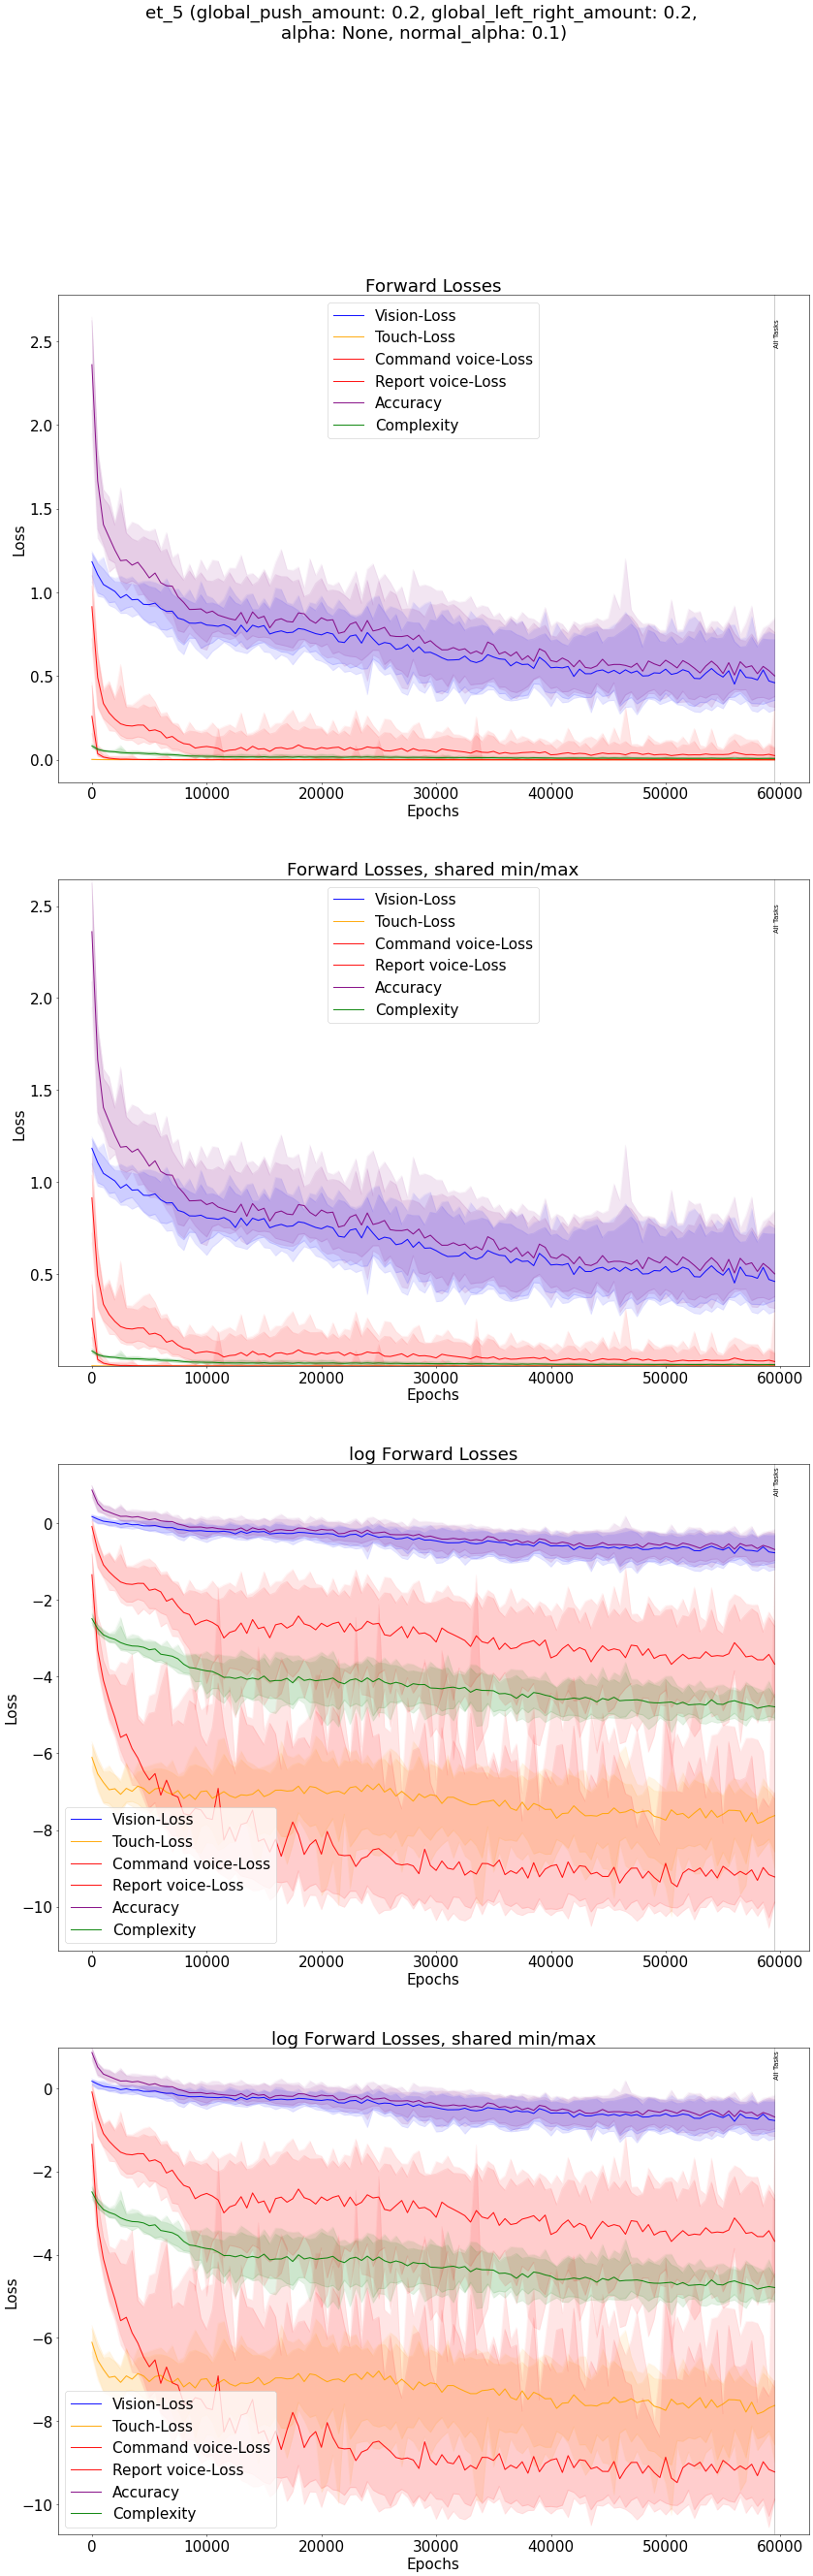 et_5 (global_push_amount: 0.2, global_left_right_amount: 0.2,
alpha: None, normal_alpha: 0.1)
Forward Losses
Vision-Loss
Touch-Loss
Command voice-Loss
Report voice-Loss
Accuracy
Complexity
All Tasks
2.5
2.0
1.5
1.0
0.5
0.0
Loss
0 10000 20000 30000 40000 50000 60000
Epochs
Forward Losses, shared min/max
Vision-Loss
Touch-Loss
Command voice-Loss
Report voice-Loss
Accuracy
Complexity
All Tasks
2.5
2.0
1.5
1.0
0.5
Loss
0 10000 20000 30000 40000 50000 60000
Epochs
log Forward Losses
All Tasks
0
−2
−4
−6
−8
−10
Loss
Vision-Loss
Touch-Loss
Command voice-Loss
Report voice-Loss
Accuracy
Complexity
0 10000 20000 30000 40000 50000 60000
Epochs
log Forward Losses, shared min/max
All Tasks
0
−2
−4
−6
−8
−10
Loss
Vision-Loss
Touch-Loss
Command voice-Loss
Report voice-Loss
Accuracy
Complexity
0 10000 20000 30000 40000 50000 60000
Epochs